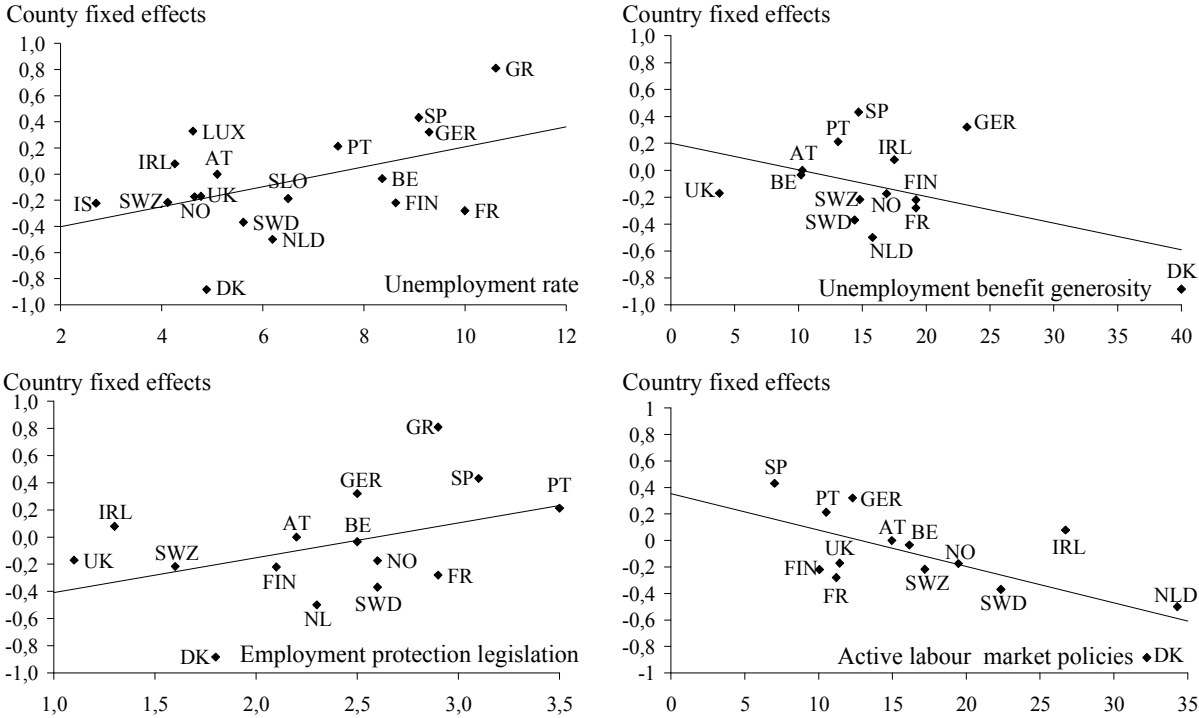 County fixed effects
1,0
0,8
0,6
0,4
0,2
0,0
-0,2
-0,4
-0,6
-0,8
-1,0
GR
SP
GER
LUX
PT
IRL
AT
BE
SLO
IS
SWZ
UK
NO
FIN
FR
SWD
NLD
DK
Unemployment rate
2 4 6 8 10 12
Country fixed effects
1,0
0,8
0,6
0,4
0,2
0,0
-0,2
-0,4
-0,6
-0,8
-1,0
SP
GER
PT
IRL
AT
BE
FIN
UK
SWZ
NO
SWD
FR
NLD
DK
Unemployment benefit generosity
0 5 10 15 20 25 30 35 40
Country fixed effects
1,0
0,8
0,6
0,4
0,2
0,0
-0,2
-0,4
-0,6
-0,8
-1,0
GR
GER
SP
PT
IRL
AT
BE
UK
SWZ
NO
FIN
FR
NL
SWD
DK
Employment protection legislation
1,0 1,5 2,0 2,5 3,0 3,5
Country fixed effects
1
0,8
0,6
0,4
0,2
0
-0,2
-0,4
-0,6
-0,8
-1
SP
PT
GER
AT
BE
IRL
UK
NO
FIN
SWZ
FR
SWD
NLD
Active labour market policies
DK
0 5 10 15 20 25 30 35